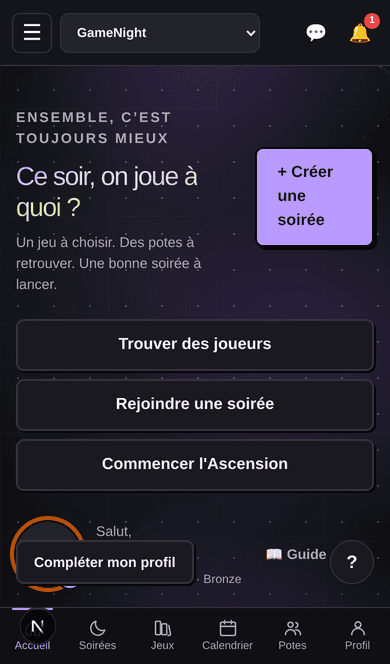 GameNight
1
ENSEMBLE, C'EST
TOUJOURS MIEUX
Ce soir, on joue à
quoi ?
+ Créer
une
soirée
Un jeu à choisir. Des potes à
retrouver. Une bonne soirée à
lancer.
Trouver des joueurs
Rejoindre une soirée
Commencer l'Ascension
Salut,
Compléter mon profil
Bronze
Guide
?
N
Accueil
Soirées
Jeux
Calendrier
Potes
Profil